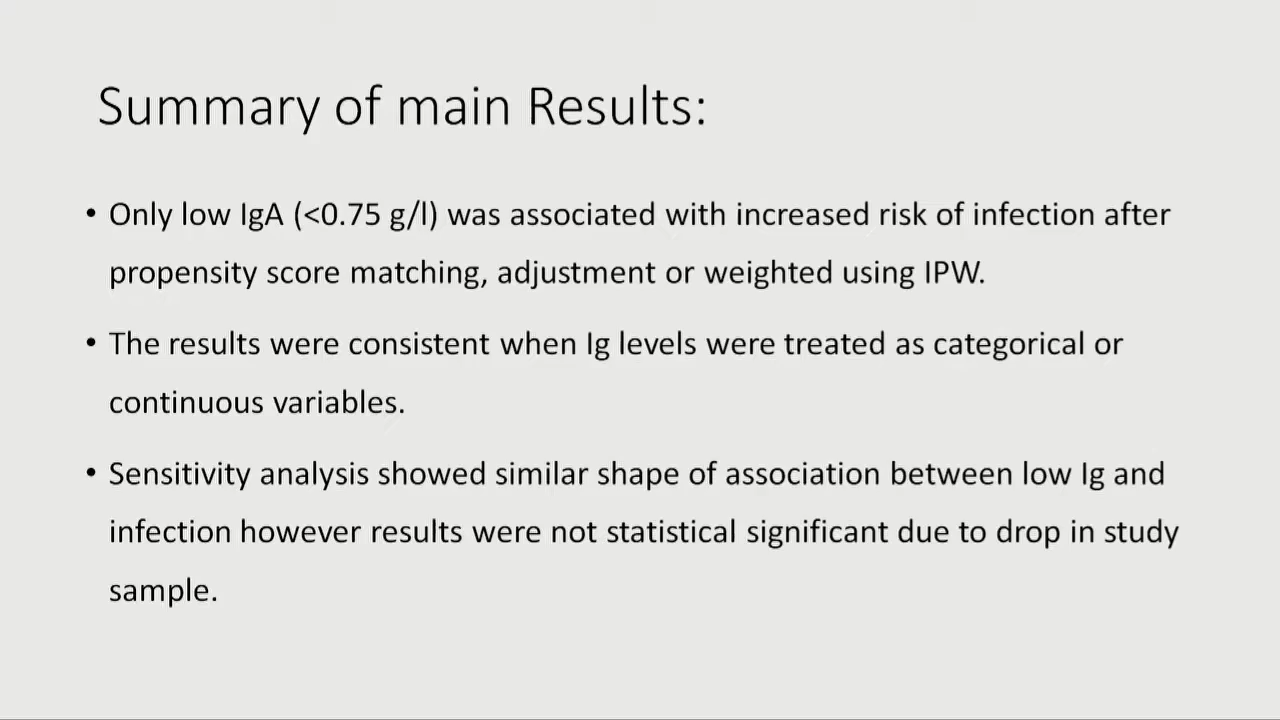 Summary of main Results:
• Only low IgA (<0.75 g/l) was associated with increased risk of infection after
propensity score matching, adjustment or weighted using IPW.
• The results were consistent when Ig levels were treated as categorical or
continuous variables.
• Sensitivity analysis showed similar shape of association between low Ig and
infection however results were not statistical significant due to drop in study
sample.